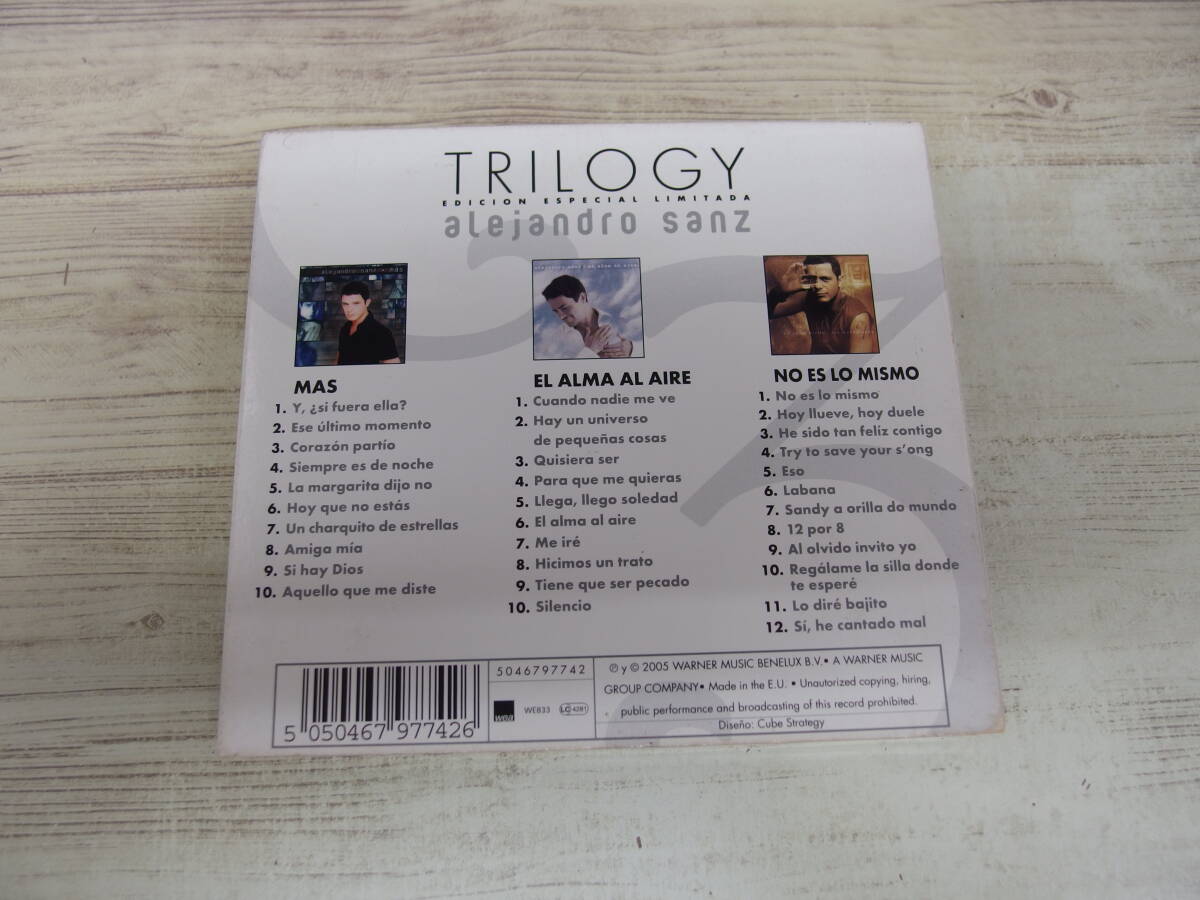 TRILOGY
EDICION ESPECIAL LIMITADA
alejandro sanz
alejandro sanz más
MAS
1. Y, ¿si fuera ella?
2. Ese último momento
3. Corazón partío
4. Siempre es de noche
5. La margarita dijo no
6. Hoy que no estás
7. Un charquito de estrellas
8. Amiga mía
9. Si hay Dios
10. Aquello que me diste
EL ALMA AL AIRE
1. Cuando nadie me ve
2. Hay un universo
de pequeñas cosas
3. Quisiera ser
4. Para que me quieras
5. Llega, llego soledad
6. El alma al aire
7. Me iré
8. Hicimos un trato
9. Tiene que ser pecado
10. Silencio
NO ES LO MISMO
1. No es lo mismo
2. Hoy llueve, hoy duele
3. He sido tan feliz contigo
4. Try to save your s'ong
5. Eso
6. Labana
7. Sandy a orilla do mundo
8. 12 por 8
9. Al olvido invito yo
10. Regálame la silla donde
te esperé
11. Lo diré bajito
12. Sí, he cantado mal
5 050467 977426
5046797742
wea
WE833
LC 4281
℗ y © 2005 WARNER MUSIC BENELUX B.V. • A WARNER MUSIC
GROUP COMPANY • Made in the E.U. • Unautorized copying, hiring,
public performance and broadcasting of this record prohibited.
Diseño: Cube Strategy